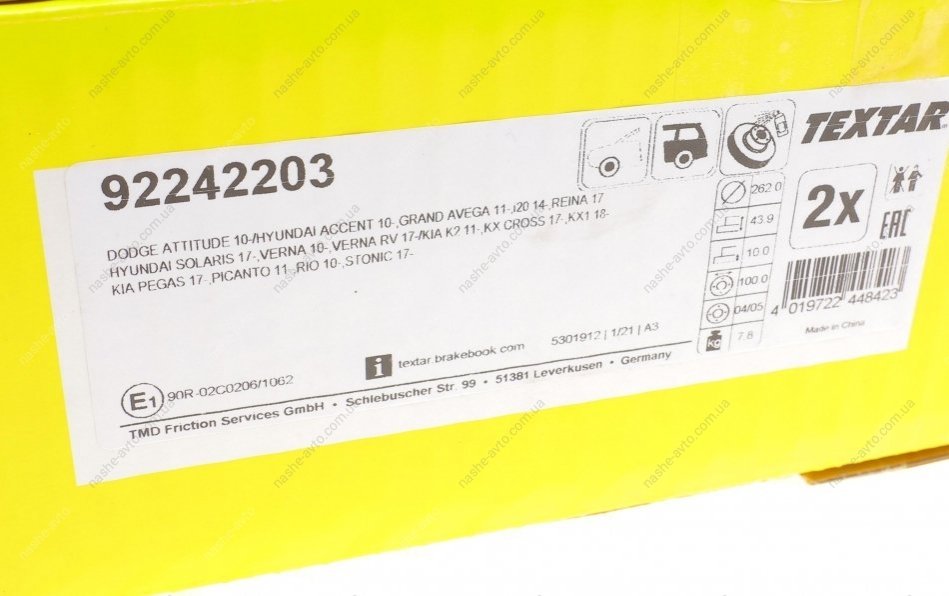 TEXTAR
92242203
DODGE ATTITUDE 10-/HYUNDAI ACCENT 10-,GRAND AVEGA 11-,i20 14-,REINA 17
HYUNDAI SOLARIS 17-,VERNA 10-,VERNA RV 17-/KIA K2 11-,KX CROSS 17-,KX1 18-
KIA PEGAS 17-,PICANTO 11-,RIO 10-,STONIC 17-
262.0
43.9
10.0
100.0
04/05
kg 7.8
2x
EAC
4 019722 448423
Made in China
5301912 | 1/21 | A3
i textar.brakebook.com
E1 90R-02C0206/1062
TMD Friction Services GmbH • Schlebuscher Str. 99 • 51381 Leverkusen • Germany
nashe-avto.com.ua